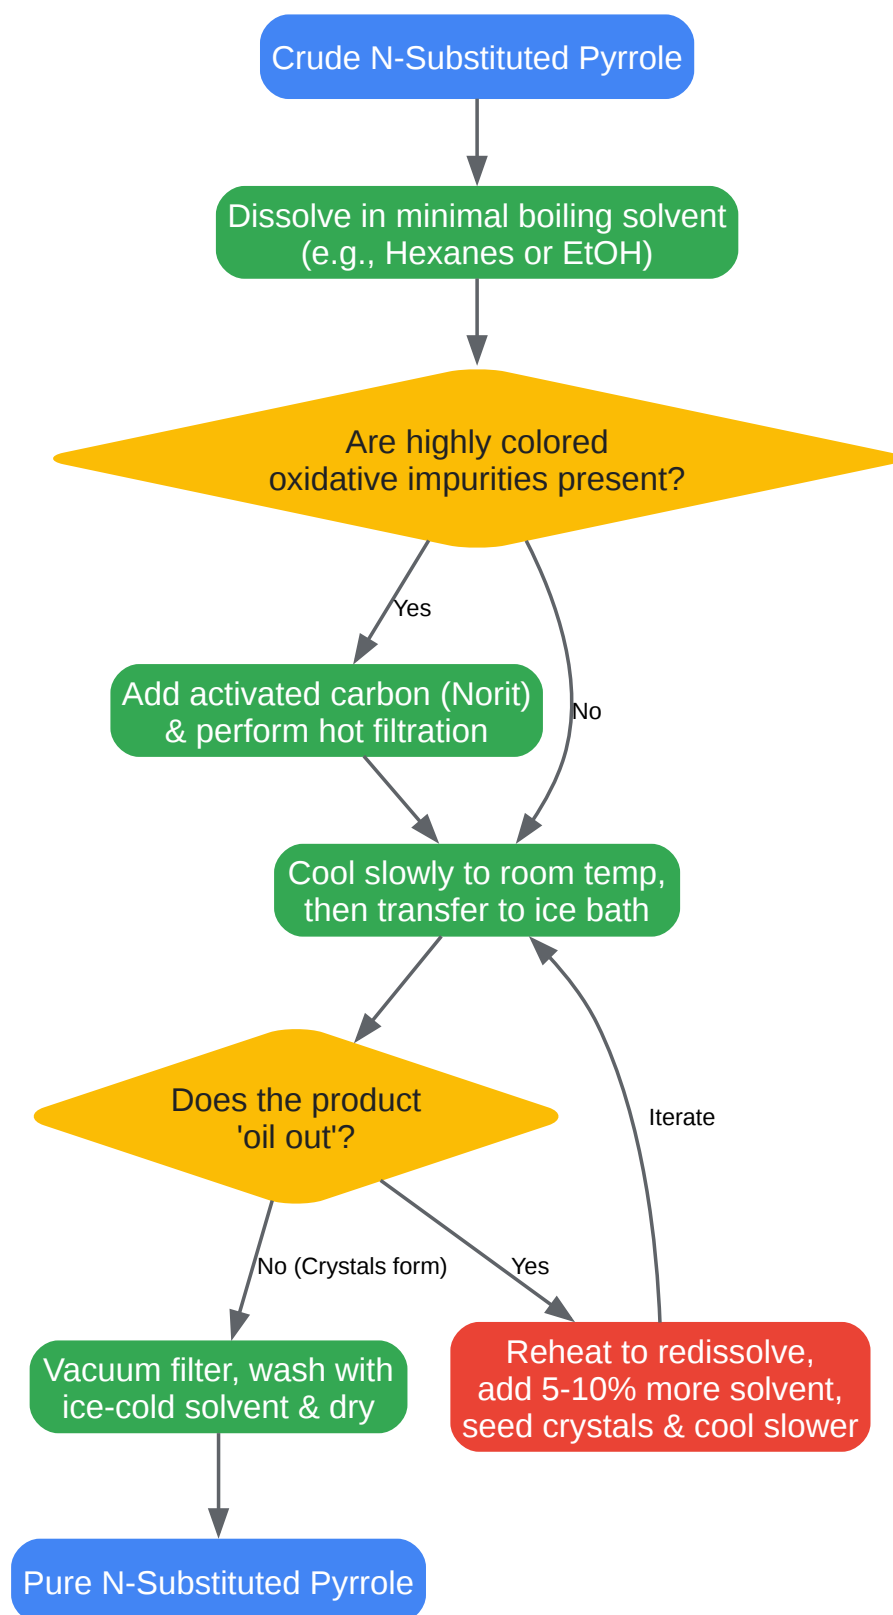 Crude N-Substituted Pyrrole
Dissolve in minimal boiling solvent
(e.g., Hexanes or EtOH)
Are highly colored
oxidative impurities present?
Yes
No
Add activated carbon (Norit)
& perform hot filtration
Cool slowly to room temp,
then transfer to ice bath
Does the product
'oil out'?
Iterate
No (Crystals form)
Yes
Vacuum filter, wash with
ice-cold solvent & dry
Reheat to redissolve,
add 5-10% more solvent,
seed crystals & cool slower
Pure N-Substituted Pyrrole